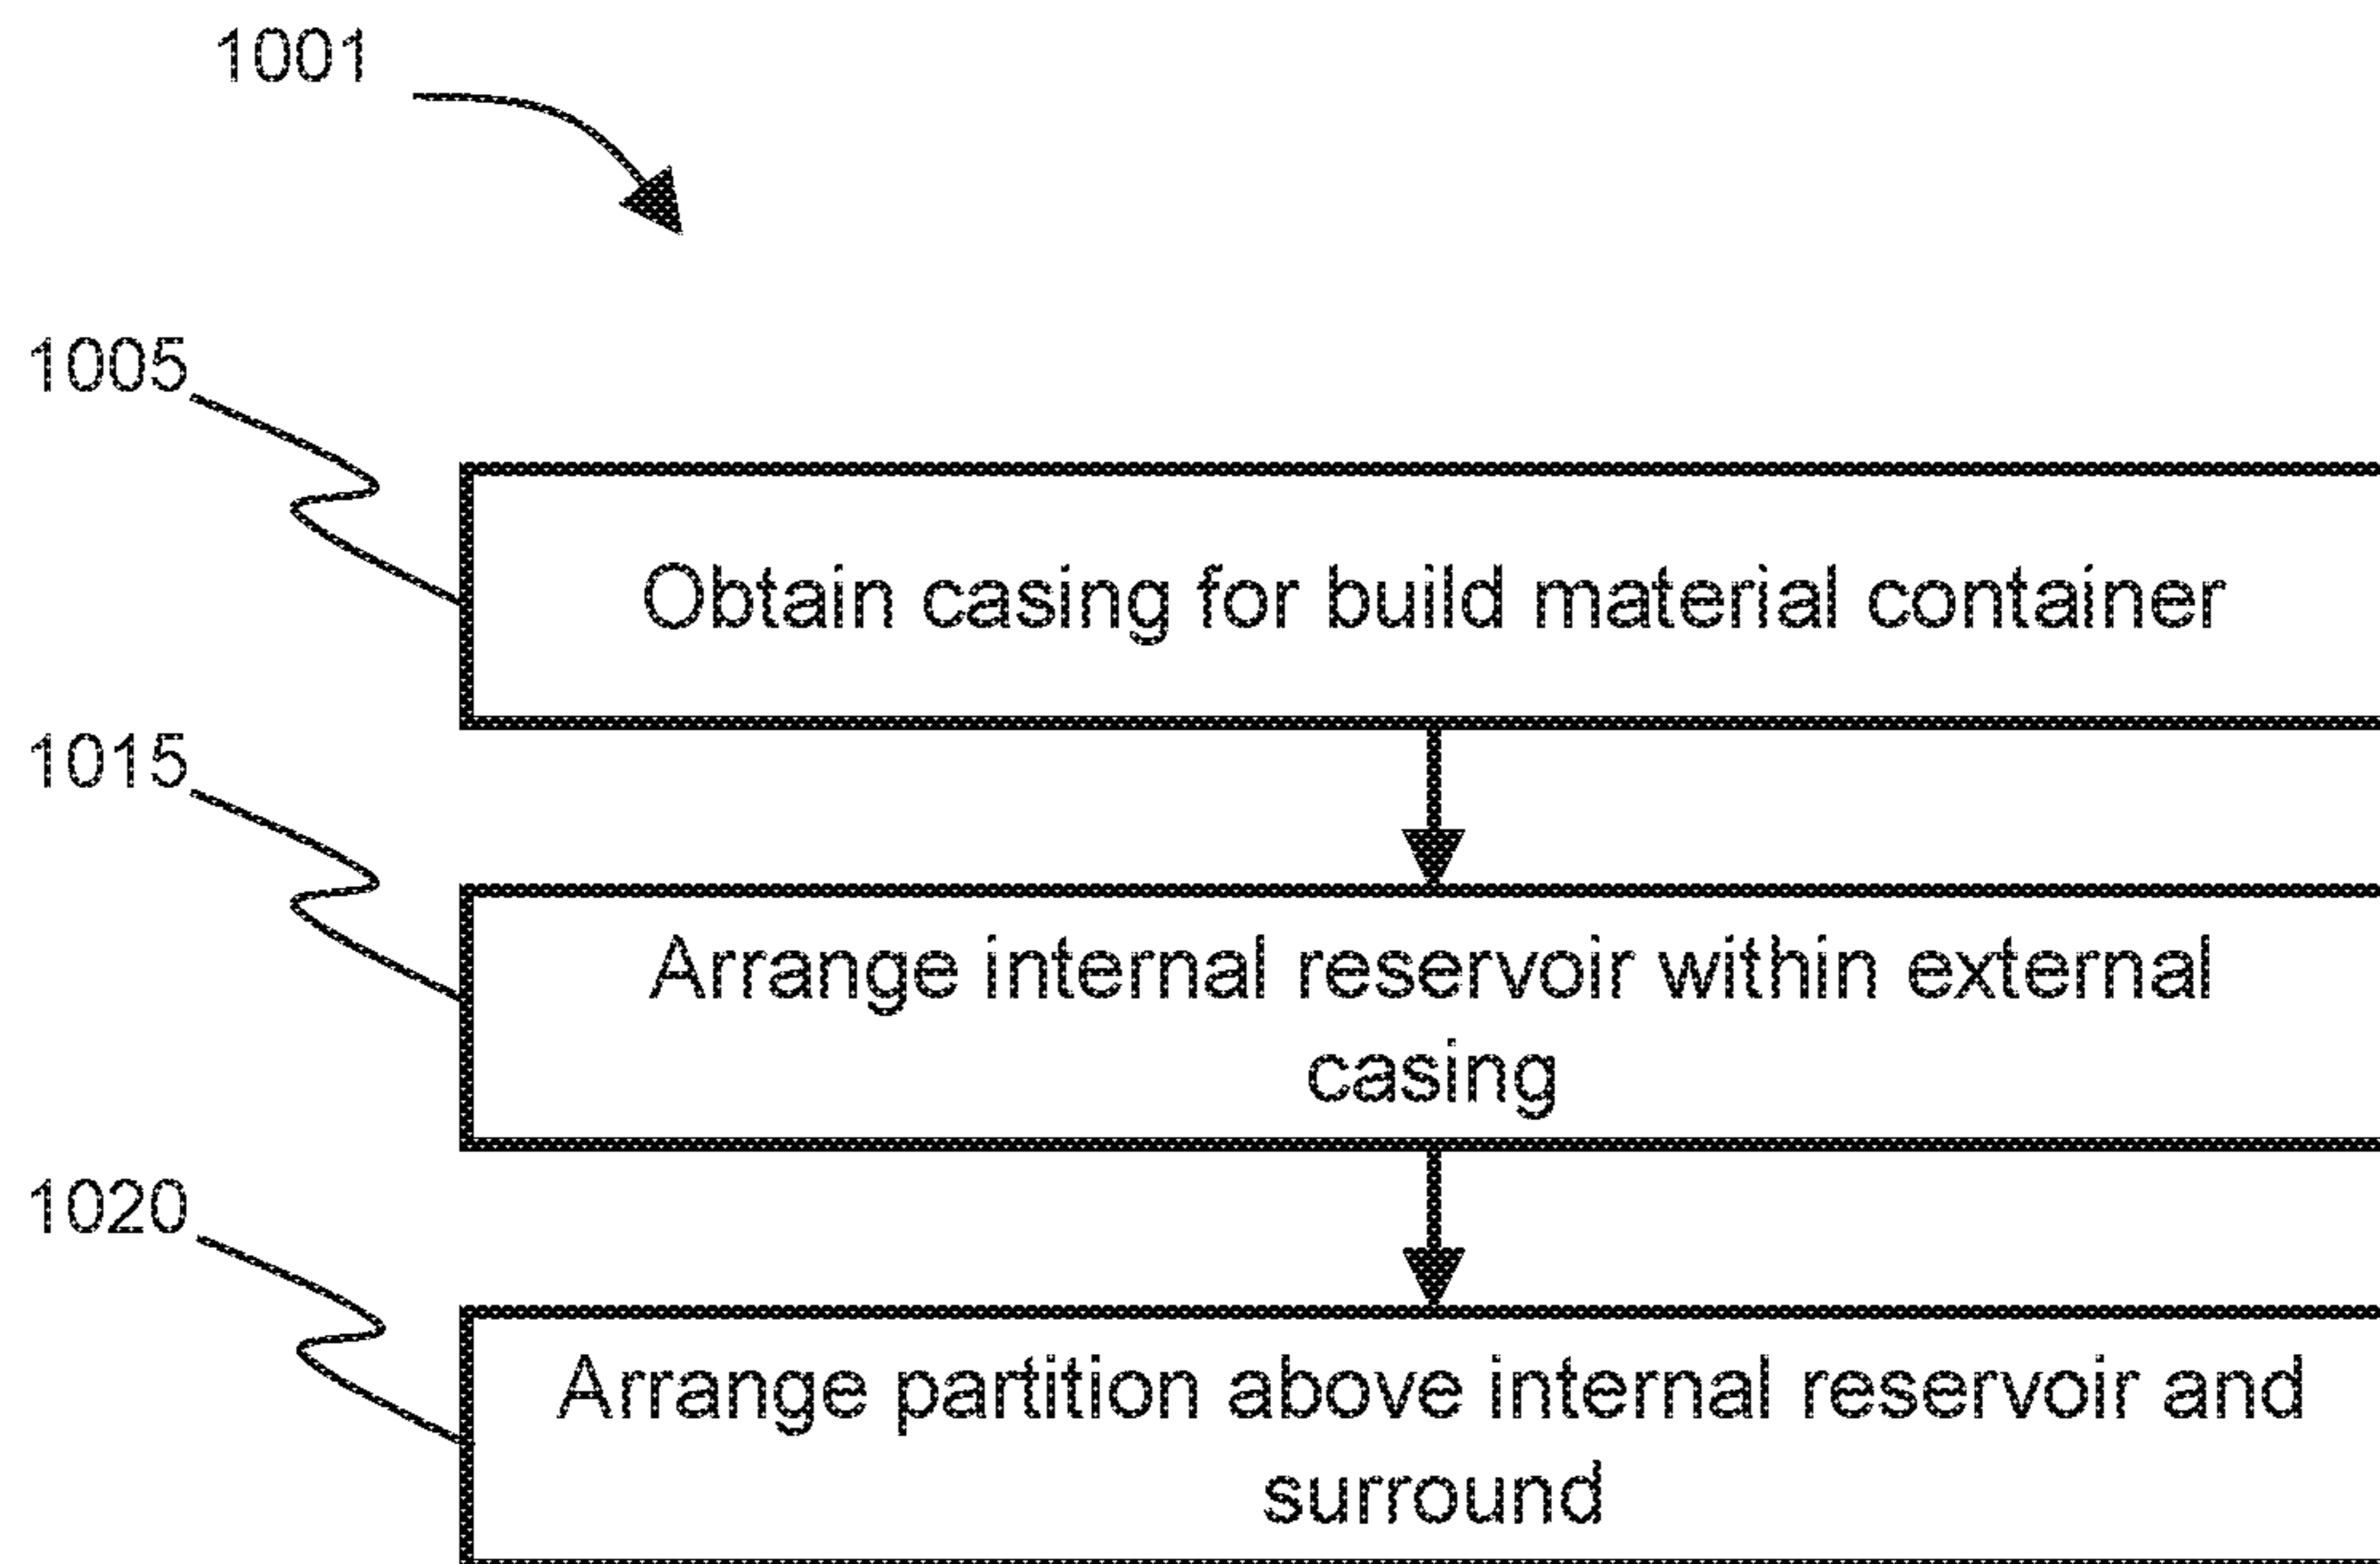 1001
1005
Obtain casing for build material container
1015
Arrange internal reservoir within external
casing
1020
Arrange partition above internal reservoir and
surround